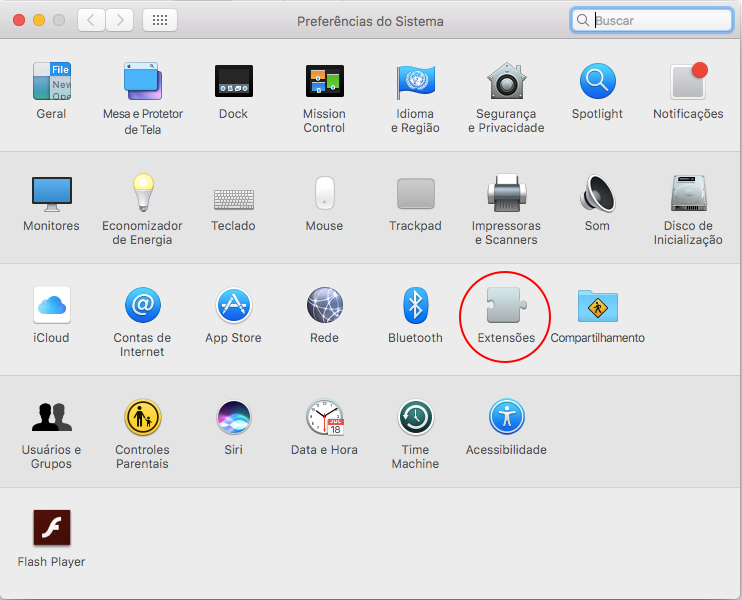 Preferências do Sistema
Buscar
File
New
Ope
Geral
Mesa e Protetor
de Tela
Dock
Mission
Control
Idioma
e Região
Segurança
e Privacidade
Spotlight
Notificações
Monitores
Economizador
de Energia
Teclado
Mouse
Trackpad
Impressoras
e Scanners
Som
Disco de
Inicialização
iCloud
@
Contas de
Internet
App Store
Rede
Bluetooth
Extensões
Compartilhamento
Usuários e
Grupos
Controles
Parentais
Siri
JUL
18
Data e Hora
Time
Machine
Acessibilidade
Flash Player